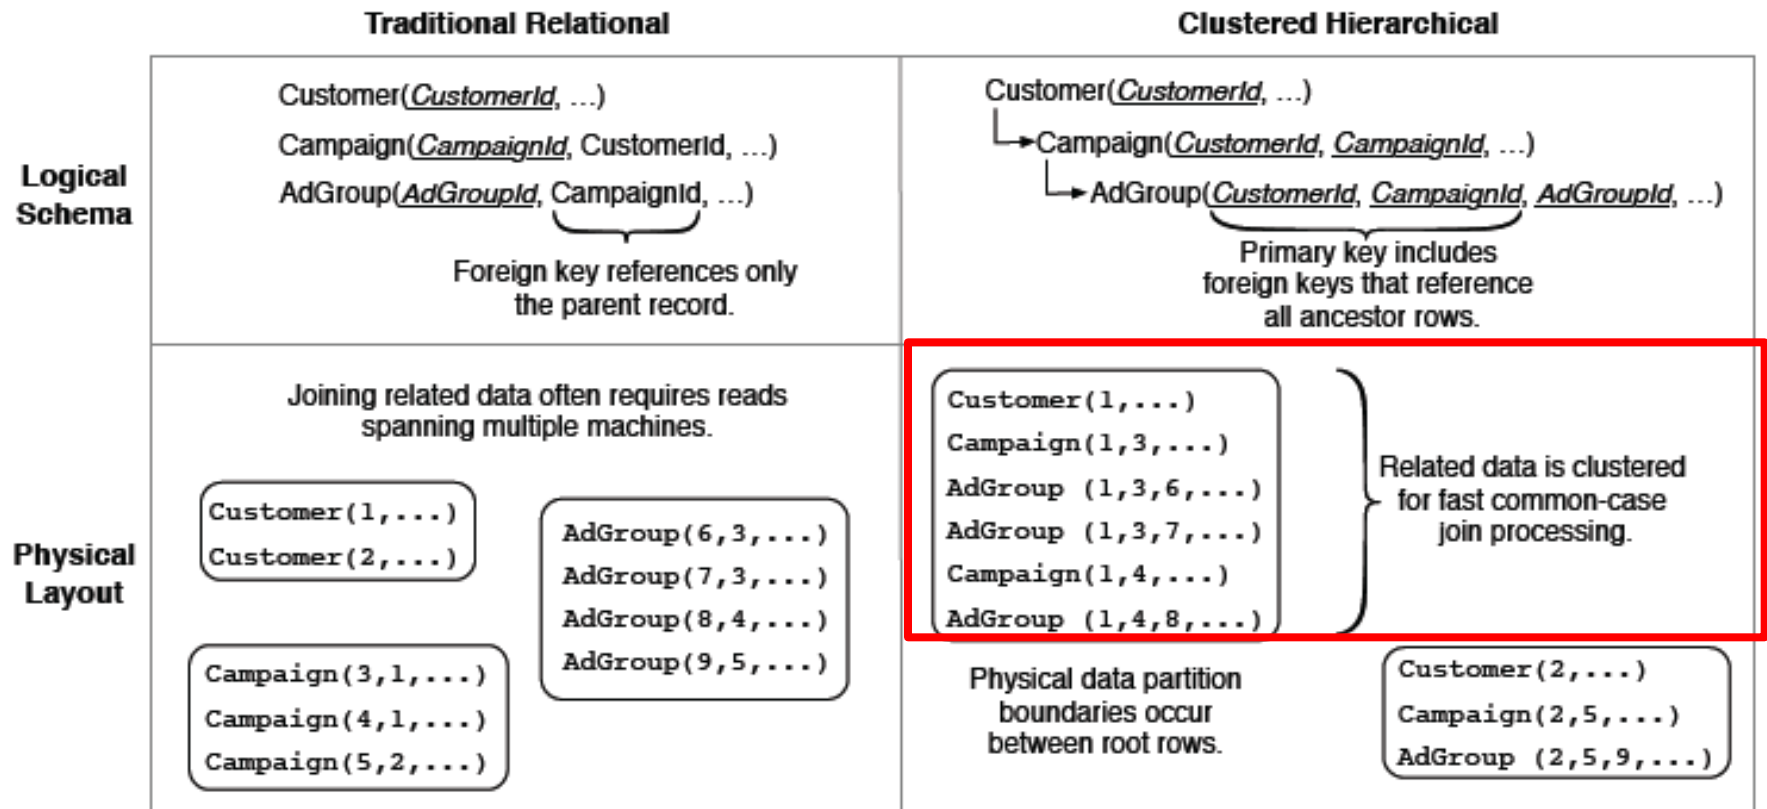 Traditional Relational
Clustered Hierarchical
Logical
Schema
Customer(CustomerId, ...)
Campaign(CampaignId, CustomerId, ...)
AdGroup(AdGroupId, CampaignId, ...)
Foreign key references only
the parent record.
Customer(CustomerId, ...)
Campaign(CustomerId, CampaignId, ...)
AdGroup(CustomerId, CampaignId, AdGroupId, ...)
Primary key includes
foreign keys that reference
all ancestor rows.
Physical
Layout
Joining related data often requires reads
spanning multiple machines.
Customer(1,...)
Customer(2,...)
AdGroup(6,3,...)
AdGroup(7,3,...)
AdGroup(8,4,...)
AdGroup(9,5,...)
Campaign(3,1,...)
Campaign(4,1,...)
Campaign(5,2,...)
Customer(1,...)
Campaign(1,3,...)
AdGroup (1,3,6,...)
AdGroup (1,3,7,...)
Campaign(1,4,...)
AdGroup (1,4,8,...)
Related data is clustered
for fast common-case
join processing.
Physical data partition
boundaries occur
between root rows.
Customer(2,...)
Campaign(2,5,...)
AdGroup (2,5,9,...)